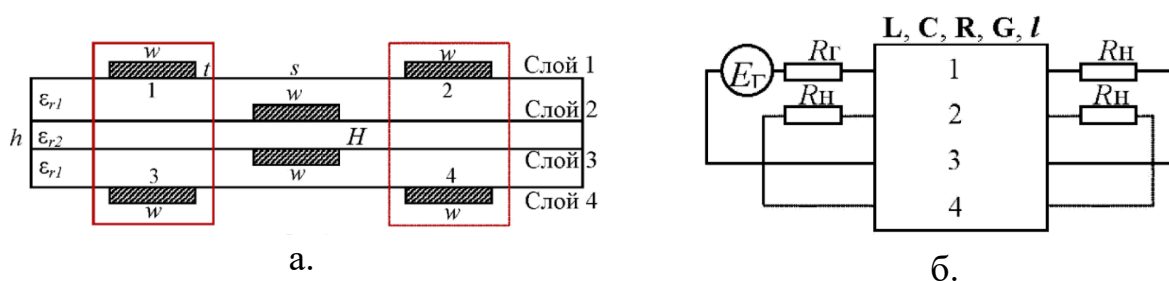 w w
t s Слой 1
1 2
εr1 w
Слой 2
h εr2 H
Слой 3
εr1 w
3 4
Слой 4
w w
а.
L, C, R, G, l
RГ RН
EГ 1
RН RН
2
3
4
б.